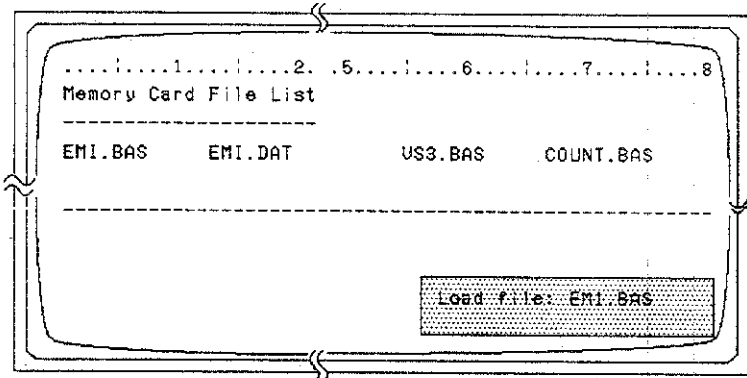 ....¦....1....¦....2. .5....¦....6....¦....7....¦....8
Memory Card File List
---------------------
EMI.BAS EMI.DAT US3.BAS COUNT.BAS
------------------------------------------------------
Load file: EMI.BAS